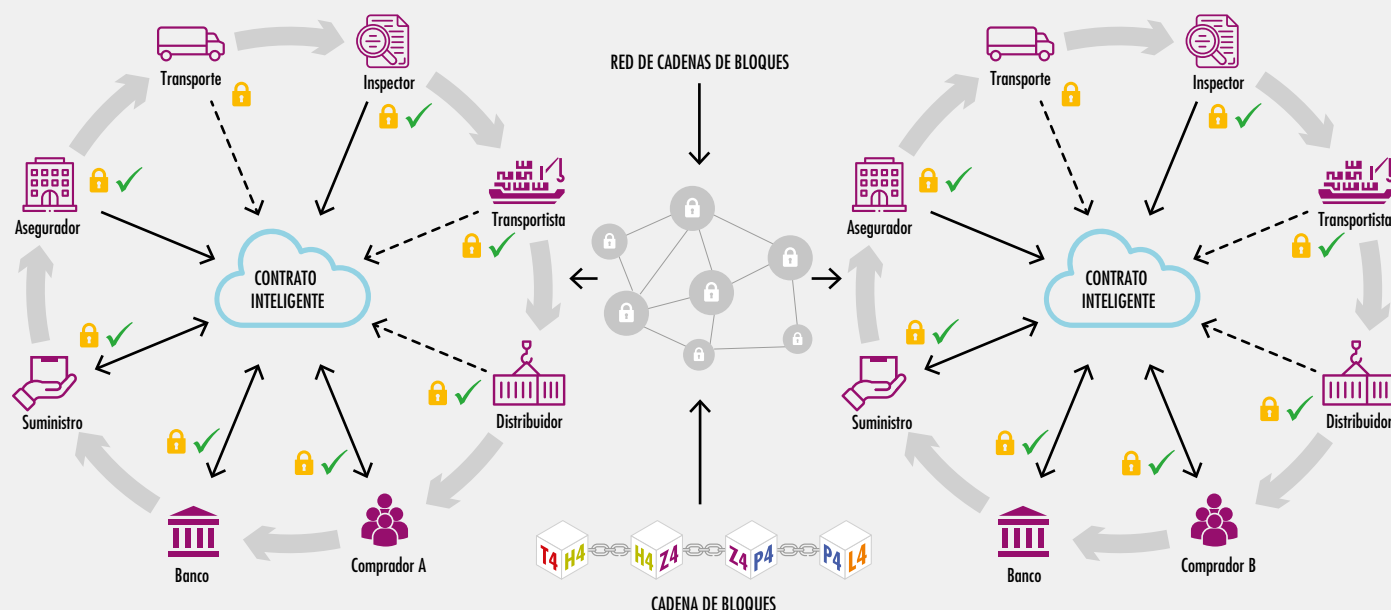 Transporte
Inspector
Asegurador
Transportista
CONTRATO
INTELIGENTE
Suministro
Distribuidor
Banco
Comprador A
RED DE CADENAS DE BLOQUES
T4 H4
H4 Z4
Z4 P4
P4 L4
CADENA DE BLOQUES
Transporte
Inspector
Asegurador
Transportista
CONTRATO
INTELIGENTE
Suministro
Distribuidor
Banco
Comprador B